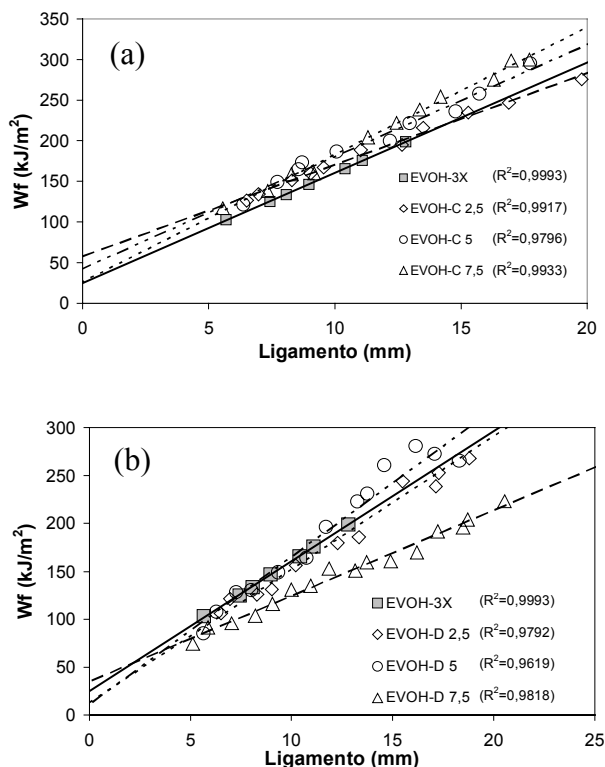 (a)
Wf (kJ/m²)
350
300
250
200
150
100
50
0
0 5 10 15 20
Ligamento (mm)
EVOH-3X (R²=0,9993)
EVOH-C 2,5 (R²=0,9917)
EVOH-C 5 (R²=0,9796)
EVOH-C 7,5 (R²=0,9933)
(b)
Wf (kJ/m²)
300
250
200
150
100
50
0
0 5 10 15 20 25
Ligamento (mm)
EVOH-3X (R²=0,9993)
EVOH-D 2,5 (R²=0,9792)
EVOH-D 5 (R²=0,9619)
EVOH-D 7,5 (R²=0,9818)